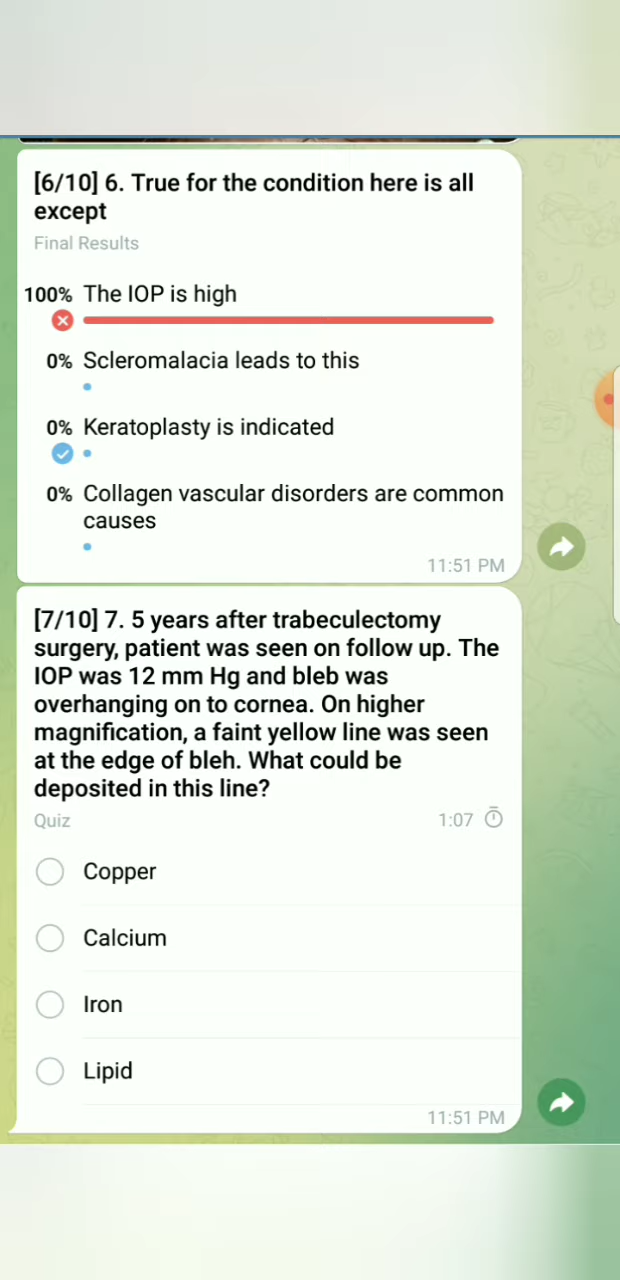 [6/10] 6. True for the condition here is all
except
Final Results
100% The IOP is high
0% Scleromalacia leads to this
0% Keratoplasty is indicated
0% Collagen vascular disorders are common
causes
11:51 PM
[7/10] 7. 5 years after trabeculectomy
surgery, patient was seen on follow up. The
IOP was 12 mm Hg and bleb was
overhanging on to cornea. On higher
magnification, a faint yellow line was seen
at the edge of bleh. What could be
deposited in this line?
Quiz 1:07
Copper
Calcium
Iron
Lipid
11:51 PM